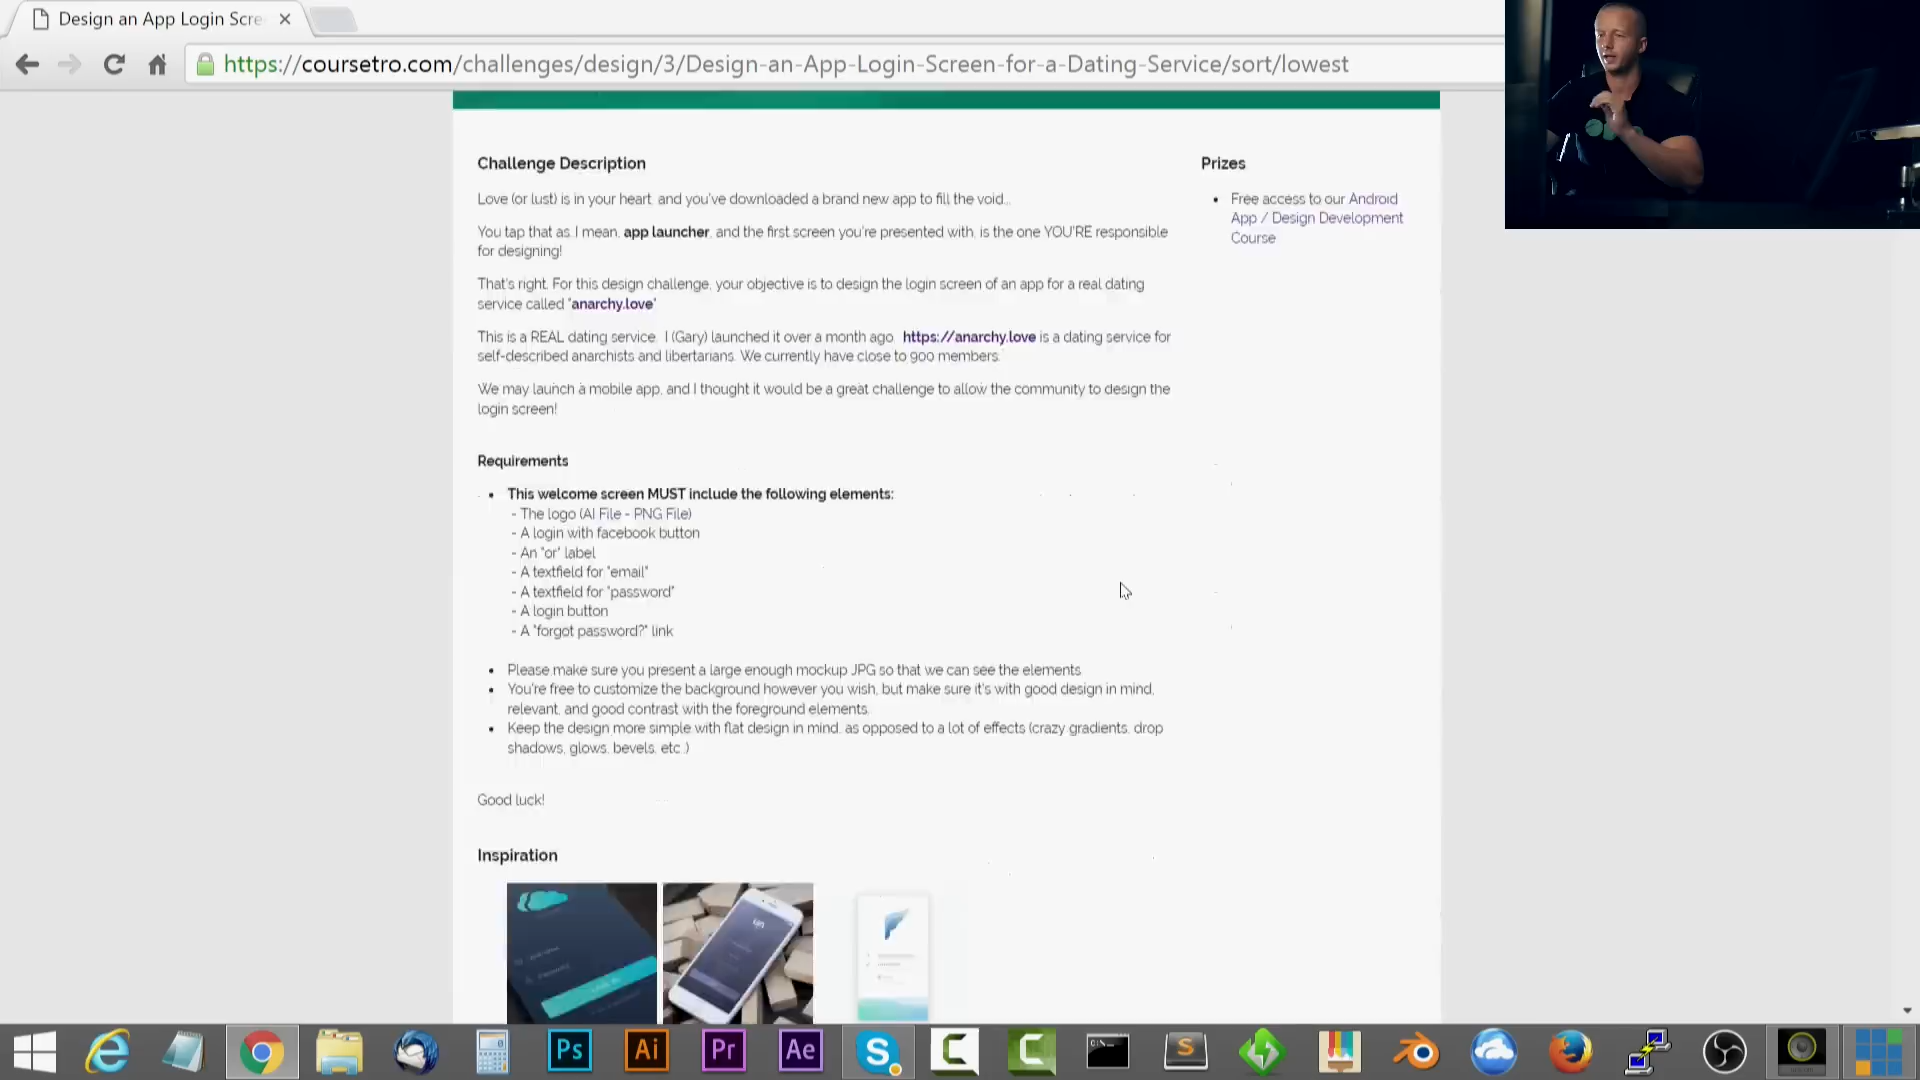 Design an App Login Scre
https://coursetro.com/challenges/design/3/Design-an-App-Login-Screen-for-a-Dating-Service/sort/lowest
Challenge Description
Love (or lust) is in your heart, and you've downloaded a brand new app to fill the void...
You tap that as. I mean, app launcher, and the first screen you're presented with, is the one YOU'RE responsible
for designing!
That's right. For this design challenge, your objective is to design the login screen of an app for a real dating
service called "anarchy.love"
This is a REAL dating service. I (Gary) launched it over a month ago. https://anarchy.love is a dating service for
self-described anarchists and libertarians. We currently have close to 900 members.
We may launch a mobile app, and I thought it would be a great challenge to allow the community to design the
login screen!
Requirements
• This welcome screen MUST include the following elements:
- The logo (AI File - PNG File)
- A login with facebook button
- An "or" label
- A textfield for "email"
- A textfield for "password"
- A login button
- A "forgot password?" link
• Please make sure you present a large enough mockup JPG so that we can see the elements
• You're free to customize the background however you wish, but make sure it's with good design in mind,
relevant, and good contrast with the foreground elements.
• Keep the design more simple with flat design in mind, as opposed to a lot of effects (crazy gradients, drop
shadows, glows, bevels, etc..)
Good luck!
Inspiration
Prizes
• Free access to our Android
App / Design Development
Course
Ps
Ai
Pr
Ae